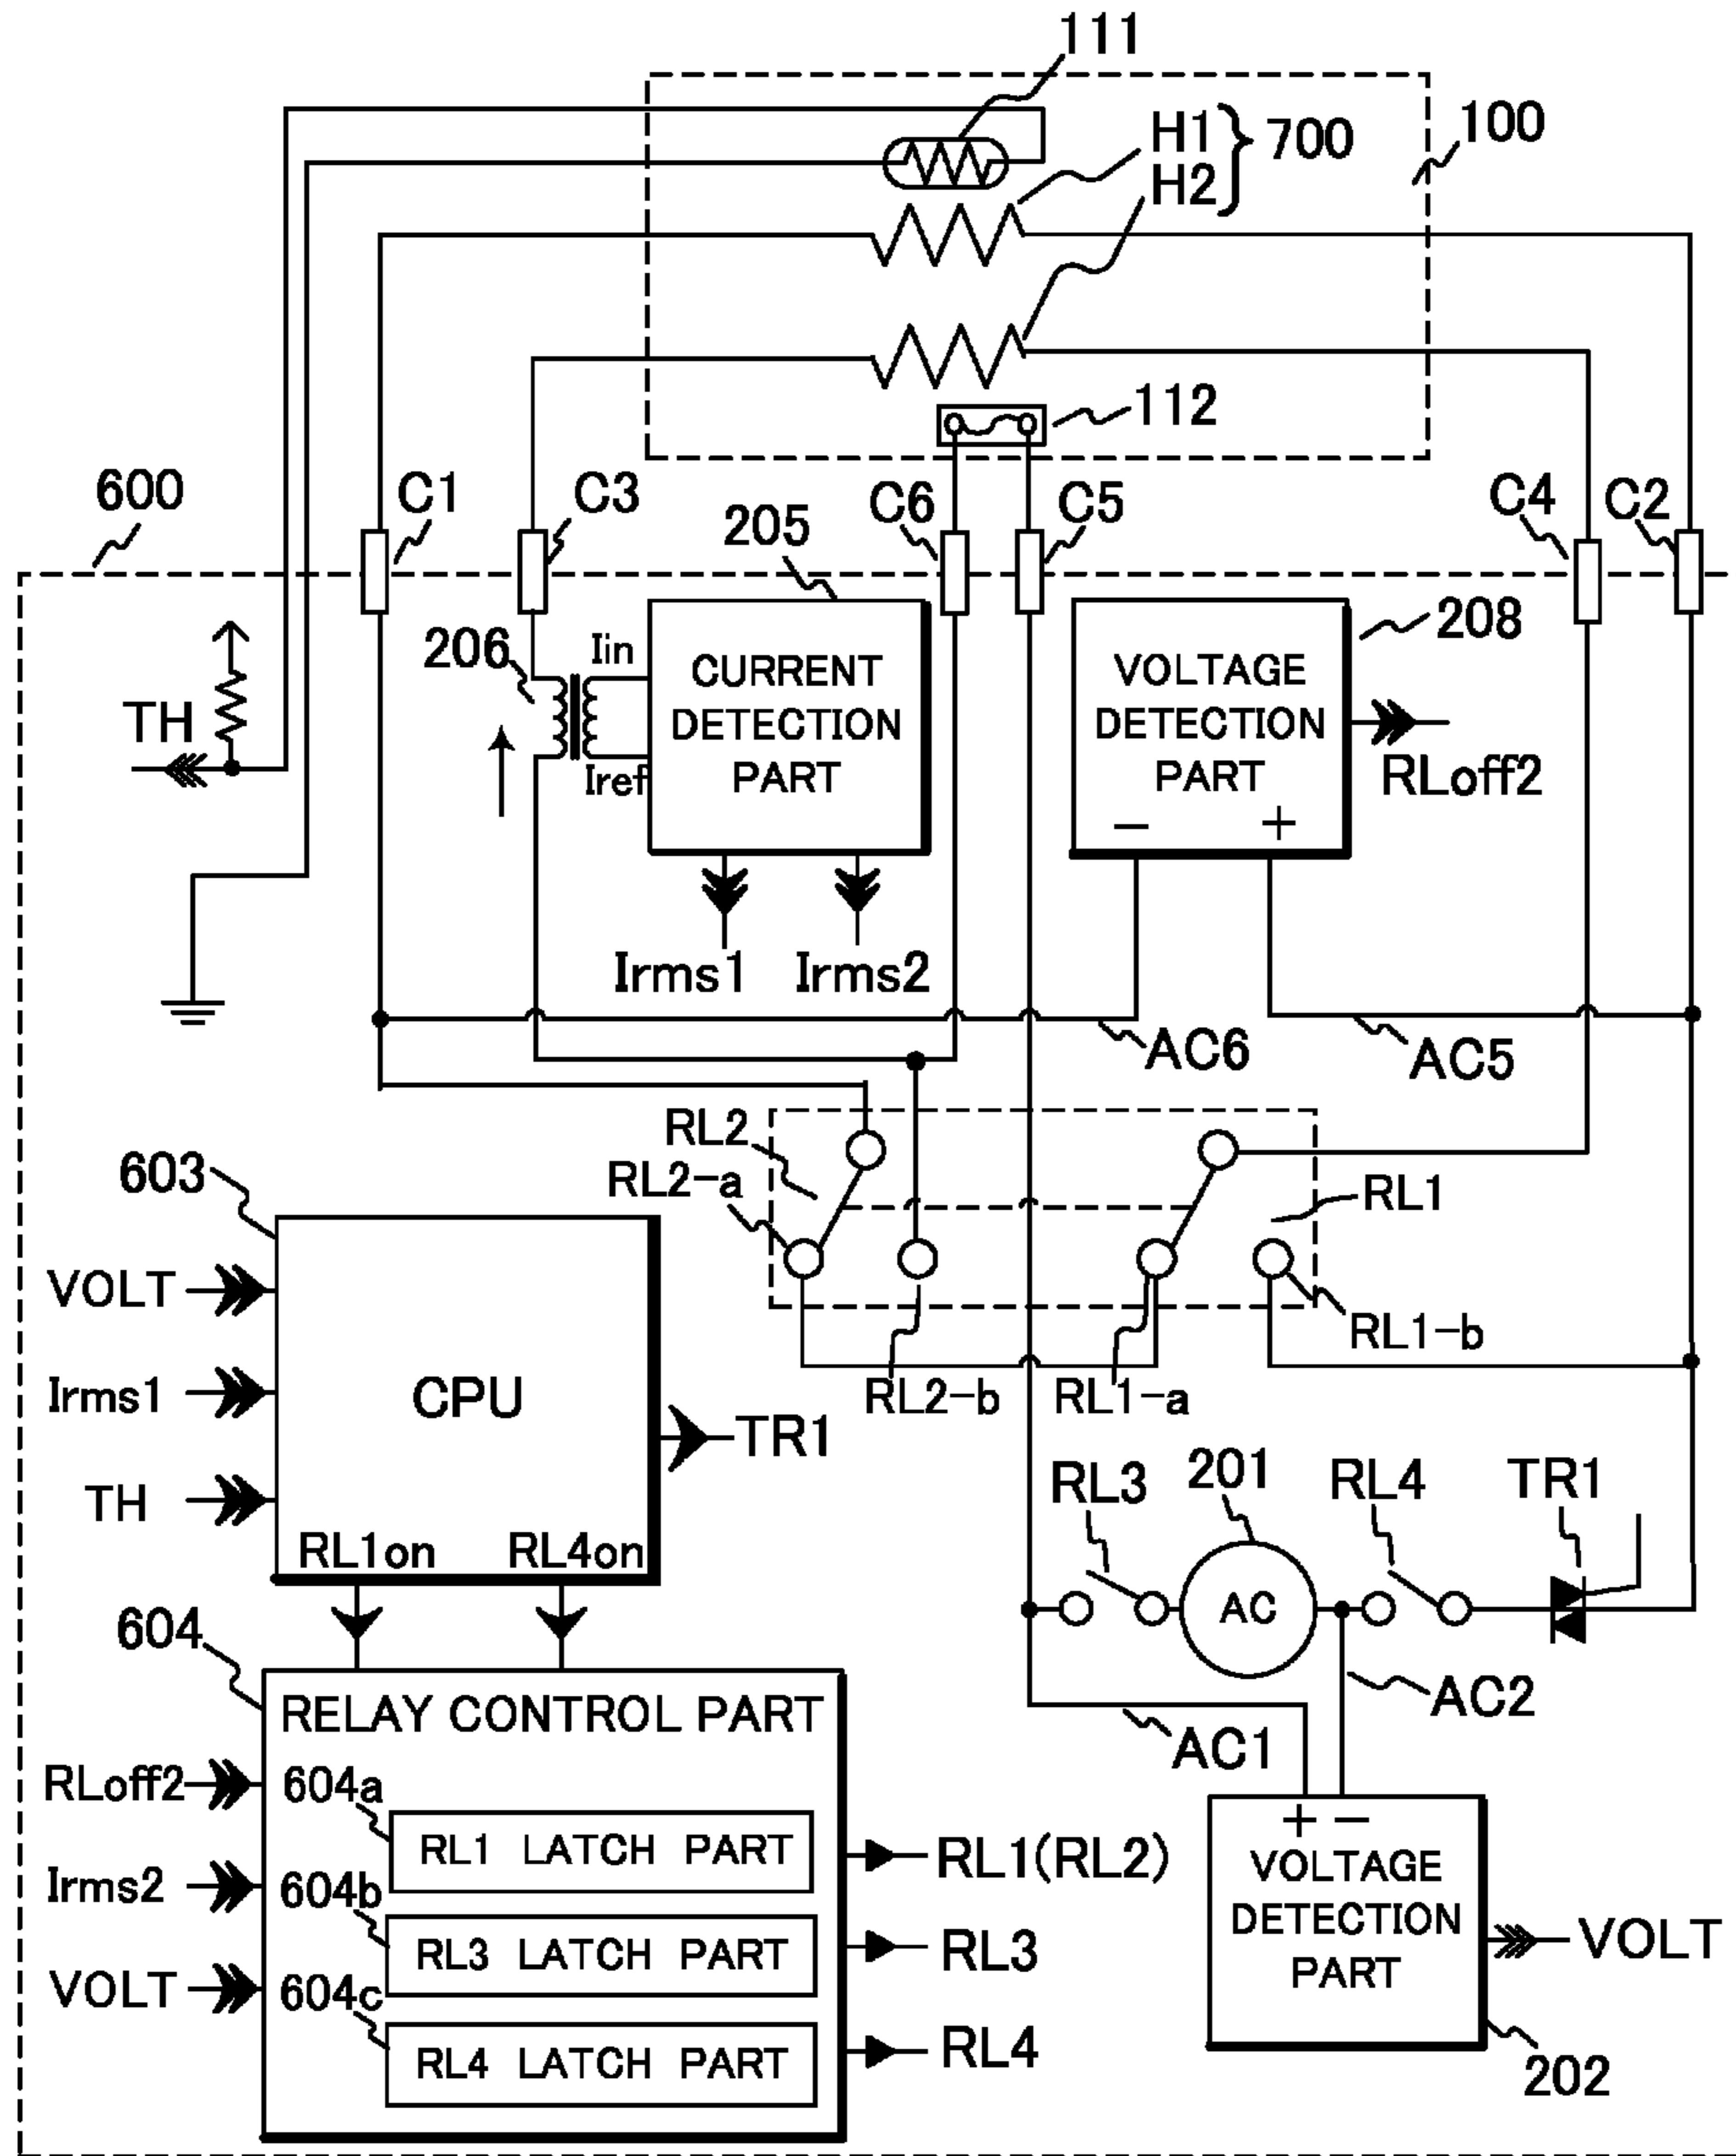 111
H1
H2
700
100
112
600
C1
C3
C6
C5
C4
C2
205
206
Iin
Iref
CURRENT
DETECTION
PART
208
VOLTAGE
DETECTION
PART
− +
RLoff2
TH
Irms1
Irms2
AC6
AC5
RL2
RL2-a
RL1
RL1-b
RL2-b
RL1-a
603
VOLT
Irms1
TH
CPU
TR1
RL1on
RL4on
RL3
201
AC
RL4
TR1
AC1
AC2
604
RELAY CONTROL PART
RLoff2
Irms2
VOLT
604a
RL1 LATCH PART
604b
RL3 LATCH PART
604c
RL4 LATCH PART
RL1(RL2)
RL3
RL4
+ −
VOLTAGE
DETECTION
PART
VOLT
202